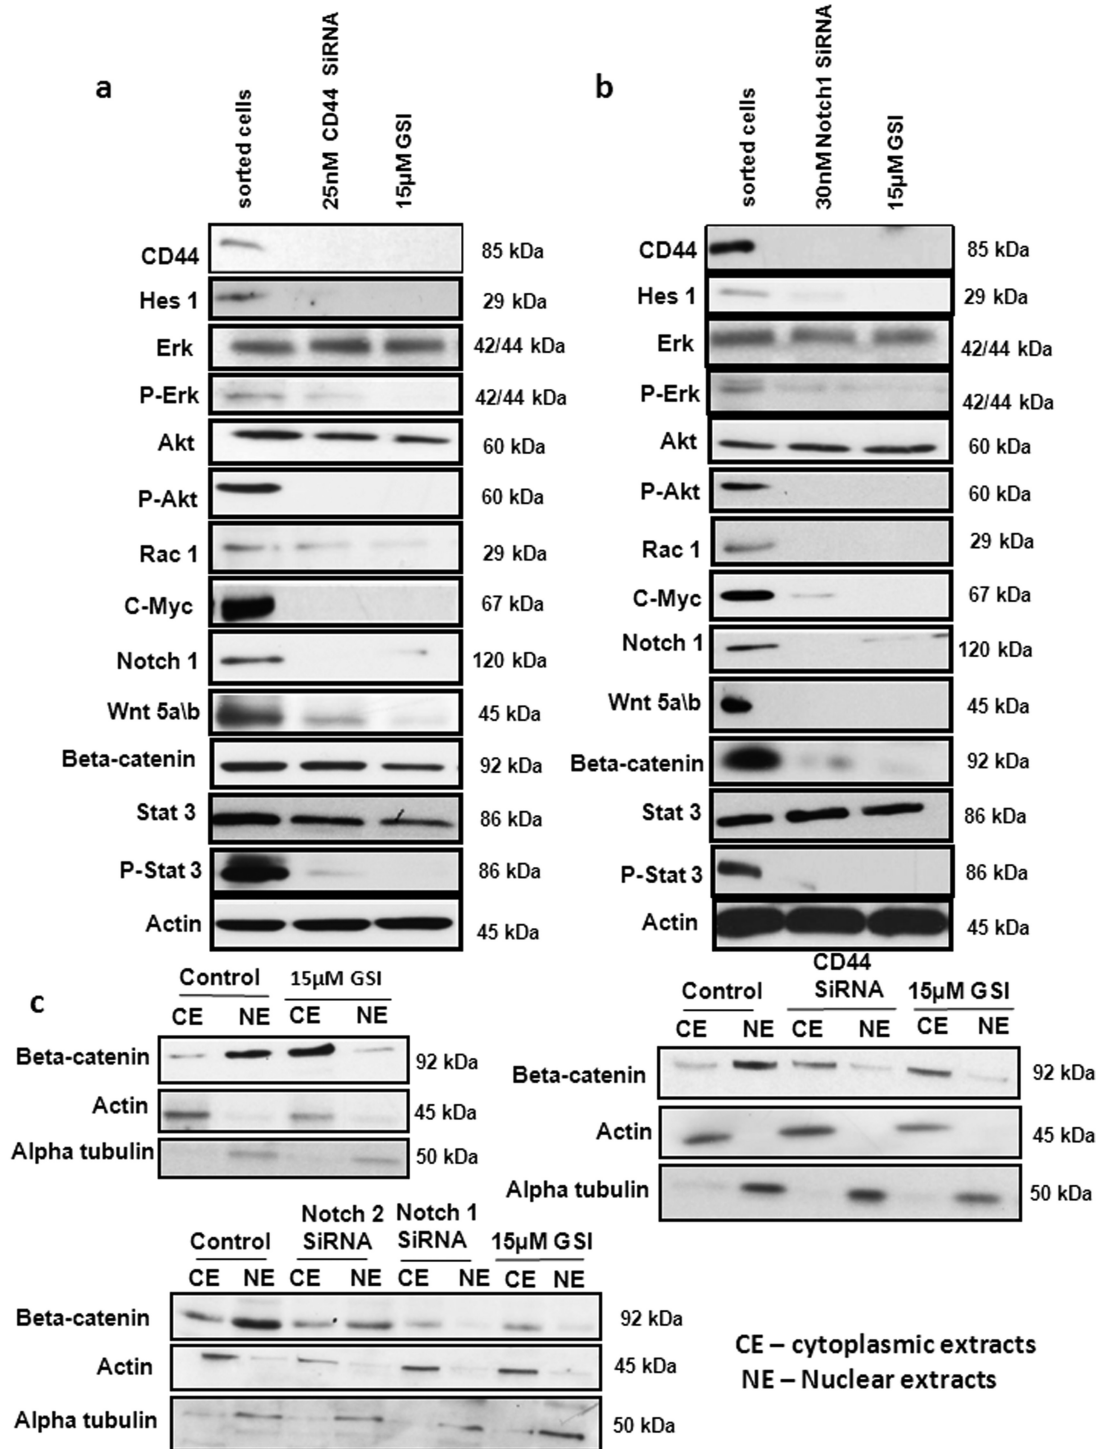 a
sorted cells
25nM CD44 SiRNA
15µM GSI
CD44 85 kDa
Hes 1 29 kDa
Erk 42/44 kDa
P-Erk 42/44 kDa
Akt 60 kDa
P-Akt 60 kDa
Rac 1 29 kDa
C-Myc 67 kDa
Notch 1 120 kDa
Wnt 5a\b 45 kDa
Beta-catenin 92 kDa
Stat 3 86 kDa
P-Stat 3 86 kDa
Actin 45 kDa
b
sorted cells
30nM Notch1 SiRNA
15µM GSI
CD44 85 kDa
Hes 1 29 kDa
Erk 42/44 kDa
P-Erk 42/44 kDa
Akt 60 kDa
P-Akt 60 kDa
Rac 1 29 kDa
C-Myc 67 kDa
Notch 1 120 kDa
Wnt 5a\b 45 kDa
Beta-catenin 92 kDa
Stat 3 86 kDa
P-Stat 3 86 kDa
Actin 45 kDa
c
Control 15µM GSI
CE NE CE NE
Beta-catenin 92 kDa
Actin 45 kDa
Alpha tubulin 50 kDa
CD44
Control SiRNA 15µM GSI
CE NE CE NE CE NE
Beta-catenin 92 kDa
Actin 45 kDa
Alpha tubulin 50 kDa
Notch 2 Notch 1
Control SiRNA SiRNA 15µM GSI
CE NE CE NE CE NE CE NE
Beta-catenin 92 kDa
Actin 45 kDa
Alpha tubulin 50 kDa
CE – cytoplasmic extracts
NE – Nuclear extracts